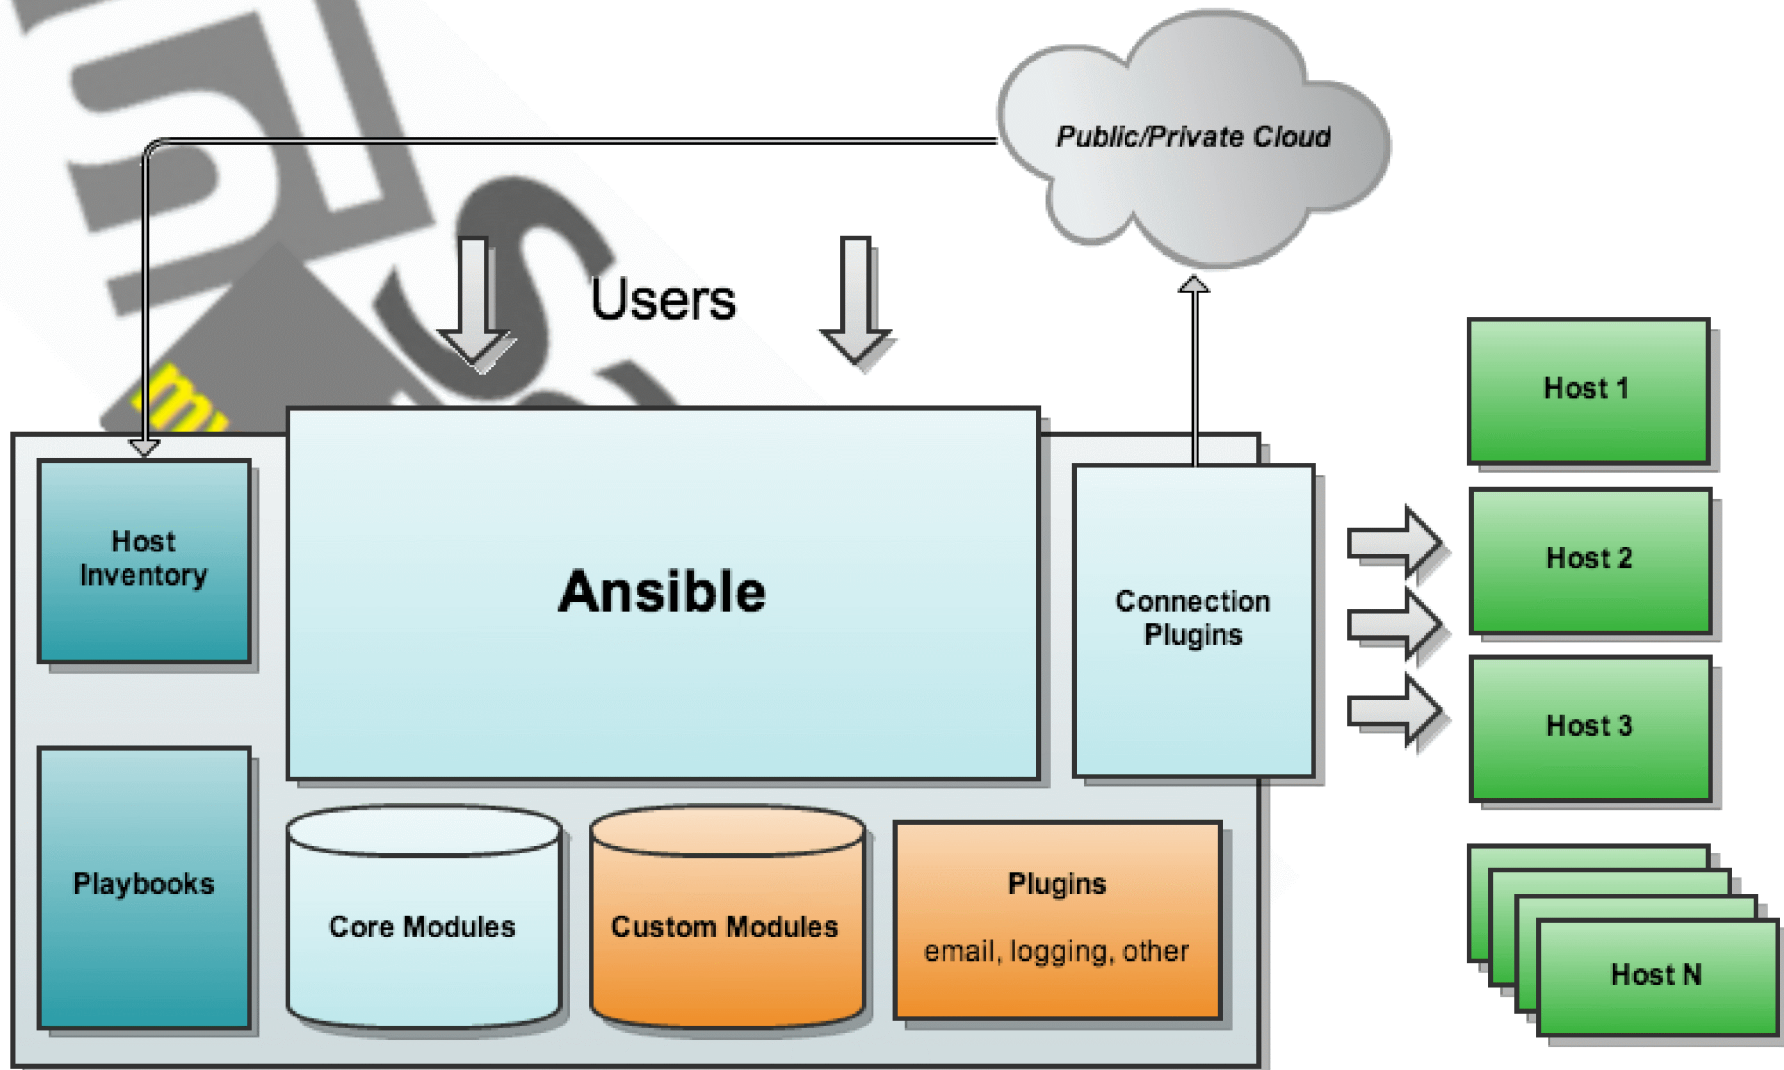 Public/Private Cloud
Users
Host 1
Host
Inventory
Ansible
Connection
Plugins
Host 2
Host 3
Playbooks
Core Modules
Custom Modules
Plugins
email, logging, other
Host N